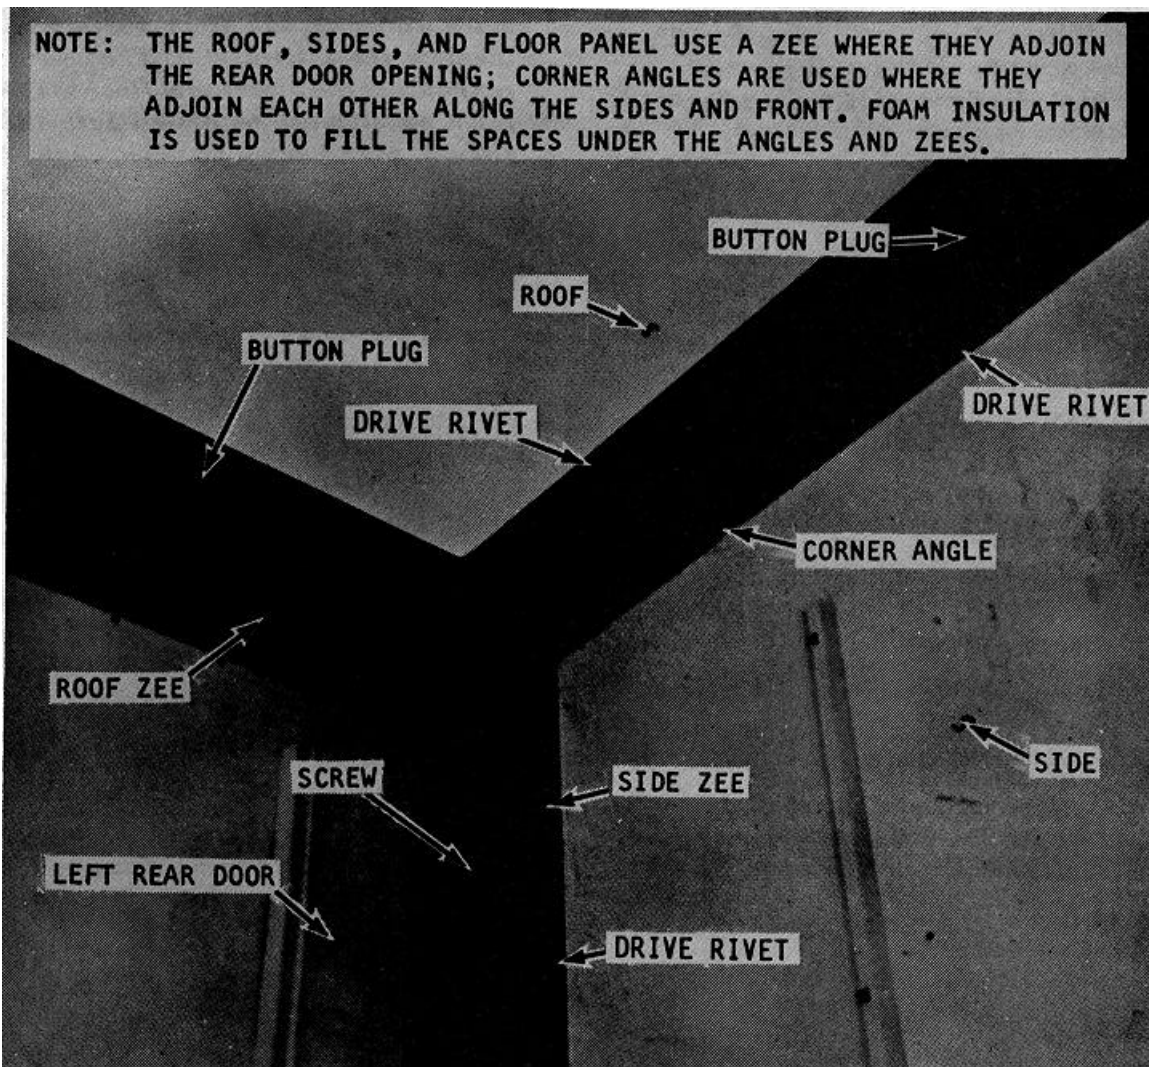 NOTE: THE ROOF, SIDES, AND FLOOR PANEL USE A ZEE WHERE THEY ADJOIN
THE REAR DOOR OPENING; CORNER ANGLES ARE USED WHERE THEY
ADJOIN EACH OTHER ALONG THE SIDES AND FRONT. FOAM INSULATION
IS USED TO FILL THE SPACES UNDER THE ANGLES AND ZEES.
BUTTON PLUG
ROOF
BUTTON PLUG
DRIVE RIVET
DRIVE RIVET
CORNER ANGLE
ROOF ZEE
SIDE
SCREW
SIDE ZEE
LEFT REAR DOOR
DRIVE RIVET